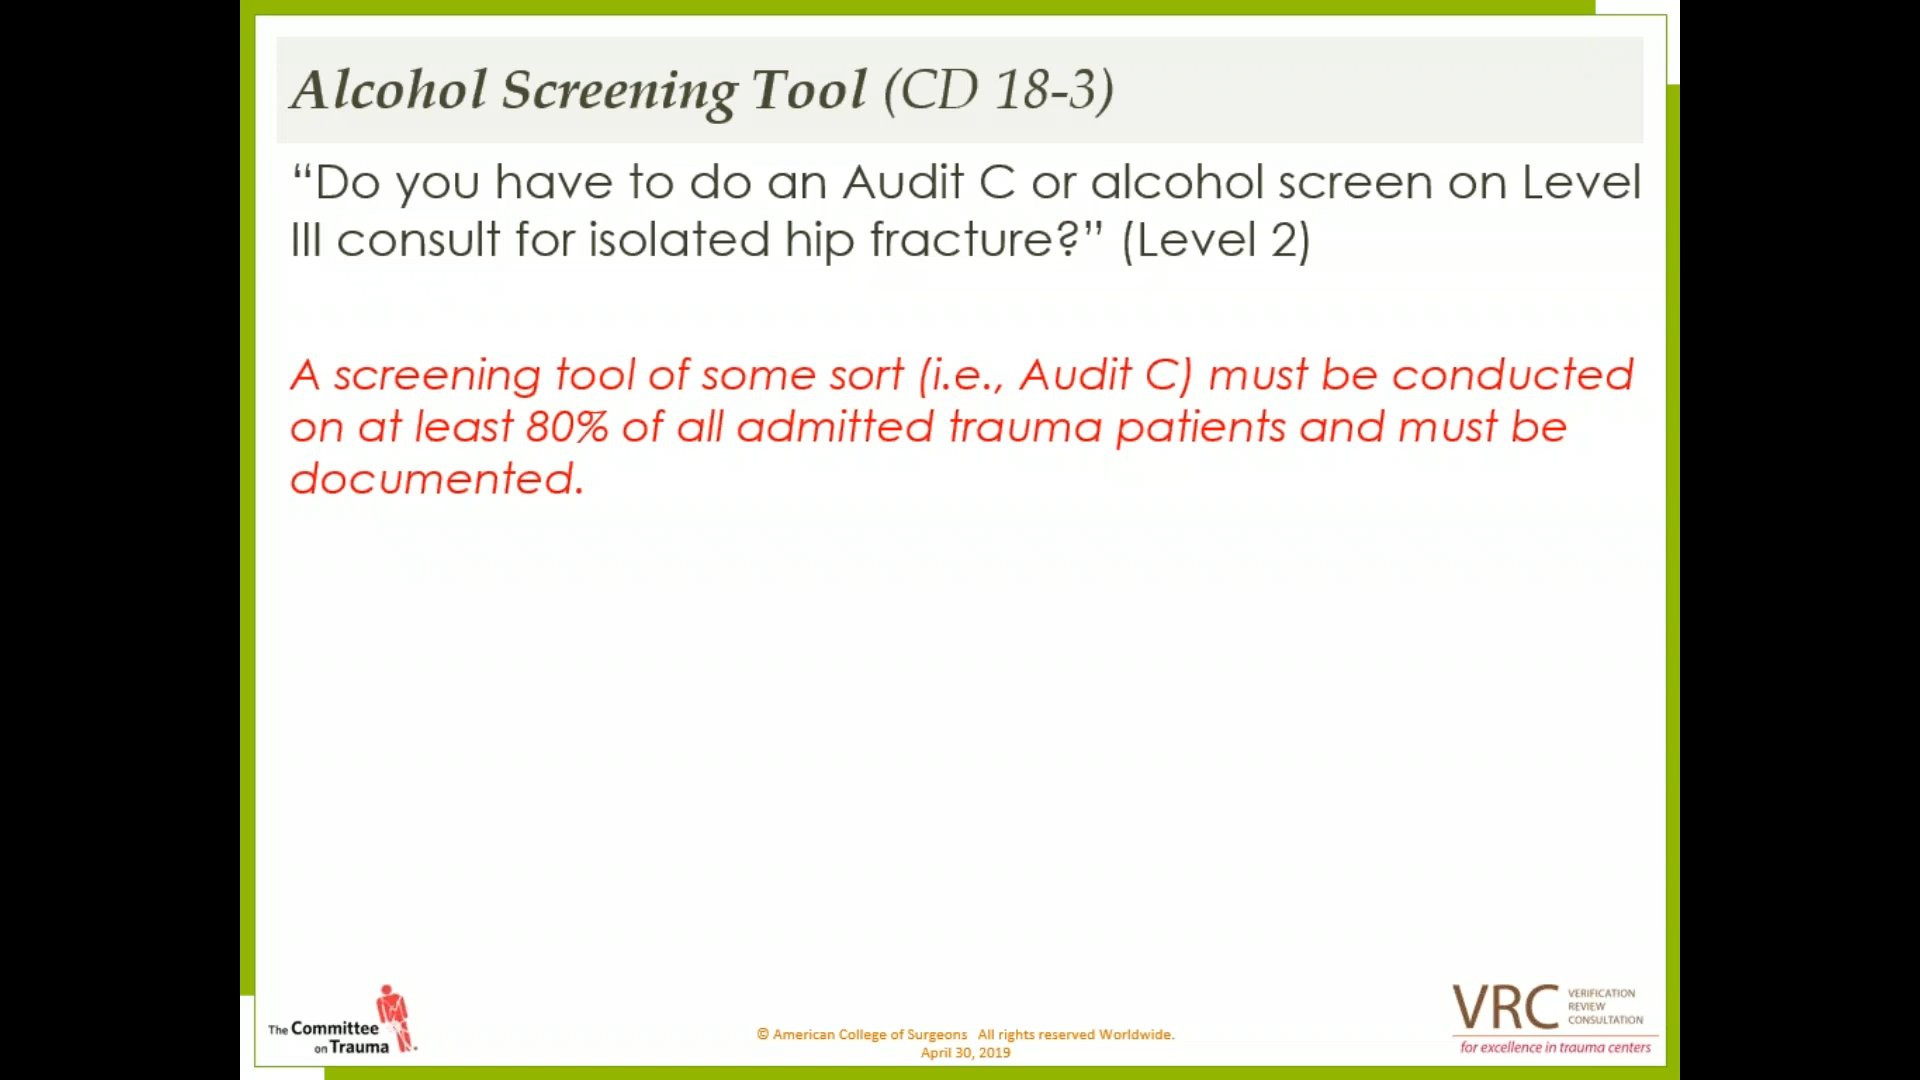 Alcohol Screening Tool (CD 18-3)
“Do you have to do an Audit C or alcohol screen on Level
III consult for isolated hip fracture?” (Level 2)
A screening tool of some sort (i.e., Audit C) must be conducted
on at least 80% of all admitted trauma patients and must be
documented.
The Committee
on Trauma
© American College of Surgeons All rights reserved Worldwide.
April 30, 2019
VRC VERIFICATION
REVIEW
CONSULTATION
for excellence in trauma centers